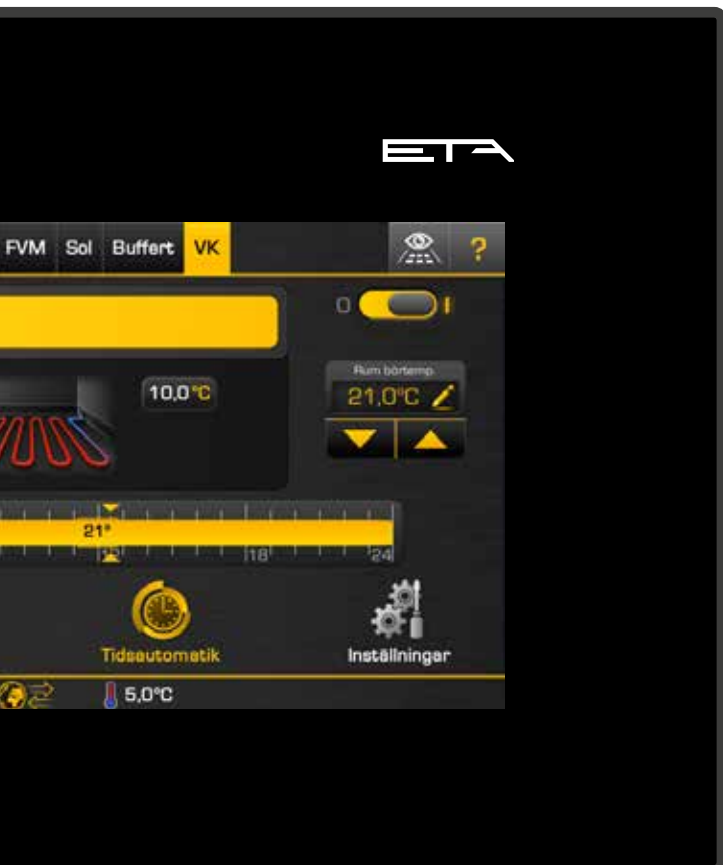 ETA
FVM Sol Buffert VK ?
0 I
Rum börtemp.
10,0°C
21,0°C
21°
12 18 24
Tidsautomatik Inställningar
5,0°C